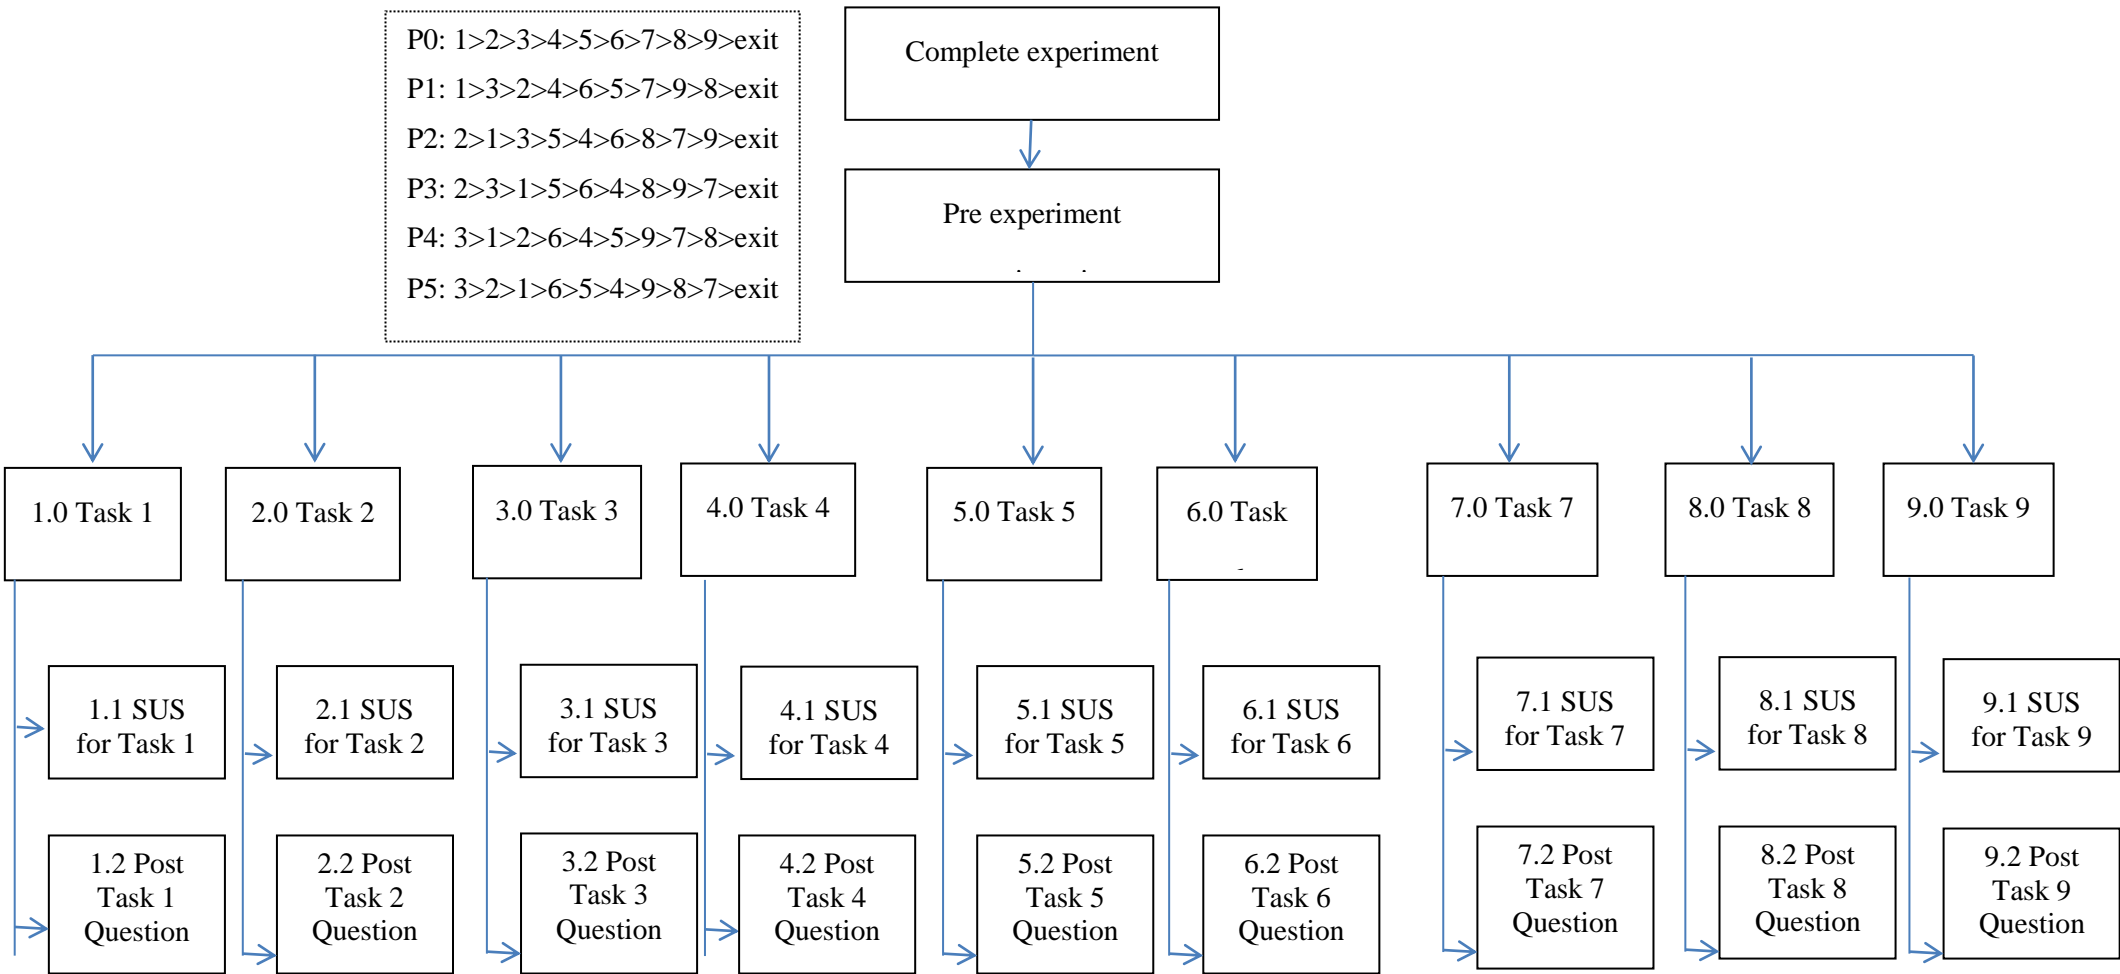 P0: 1>2>3>4>5>6>7>8>9>exit
P1: 1>3>2>4>6>5>7>9>8>exit
P2: 2>1>3>5>4>6>8>7>9>exit
P3: 2>3>1>5>6>4>8>9>7>exit
P4: 3>1>2>6>4>5>9>7>8>exit
P5: 3>2>1>6>5>4>9>8>7>exit
Complete experiment
Pre experiment
1.0 Task 1
2.0 Task 2
3.0 Task 3
4.0 Task 4
5.0 Task 5
6.0 Task
7.0 Task 7
8.0 Task 8
9.0 Task 9
1.1 SUS
for Task 1
2.1 SUS
for Task 2
3.1 SUS
for Task 3
4.1 SUS
for Task 4
5.1 SUS
for Task 5
6.1 SUS
for Task 6
7.1 SUS
for Task 7
8.1 SUS
for Task 8
9.1 SUS
for Task 9
1.2 Post
Task 1
Question
2.2 Post
Task 2
Question
3.2 Post
Task 3
Question
4.2 Post
Task 4
Question
5.2 Post
Task 5
Question
6.2 Post
Task 6
Question
7.2 Post
Task 7
Question
8.2 Post
Task 8
Question
9.2 Post
Task 9
Question